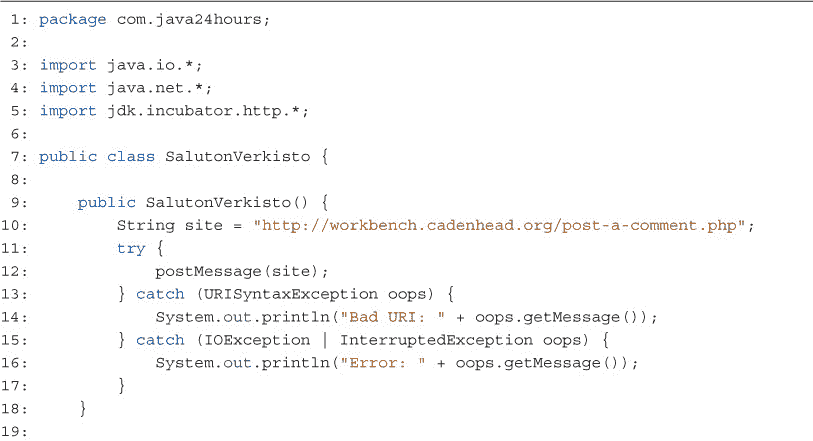 1: package com.java24hours;
2:
3: import java.io.*;
4: import java.net.*;
5: import jdk.incubator.http.*;
6:
7: public class SalutonVerkisto {
8:
9:     public SalutonVerkisto() {
10:         String site = "http://workbench.cadenhead.org/post-a-comment.php";
11:         try {
12:             postMessage(site);
13:         } catch (URISyntaxException oops) {
14:             System.out.println("Bad URI: " + oops.getMessage());
15:         } catch (IOException | InterruptedException oops) {
16:             System.out.println("Error: " + oops.getMessage());
17:         }
18:     }
19: